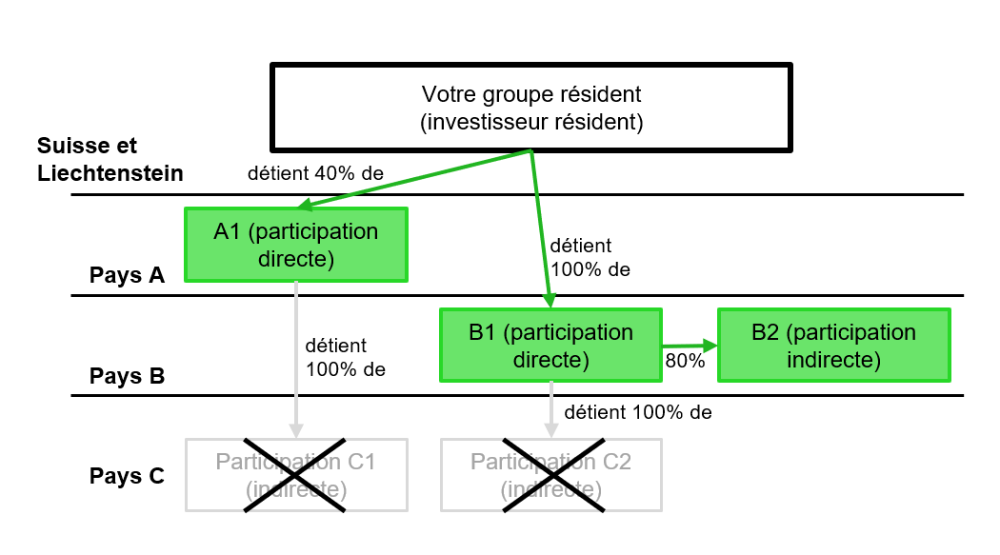 Votre groupe résident
(investisseur résident)
Suisse et
Liechtenstein
détient 40% de
A1 (participation
directe)
détient
100% de
Pays A
B1 (participation
directe)
80%
B2 (participation
indirecte)
détient
100% de
Pays B
détient 100% de
Participation C1
(indirecte)
Participation C2
(indirecte)
Pays C